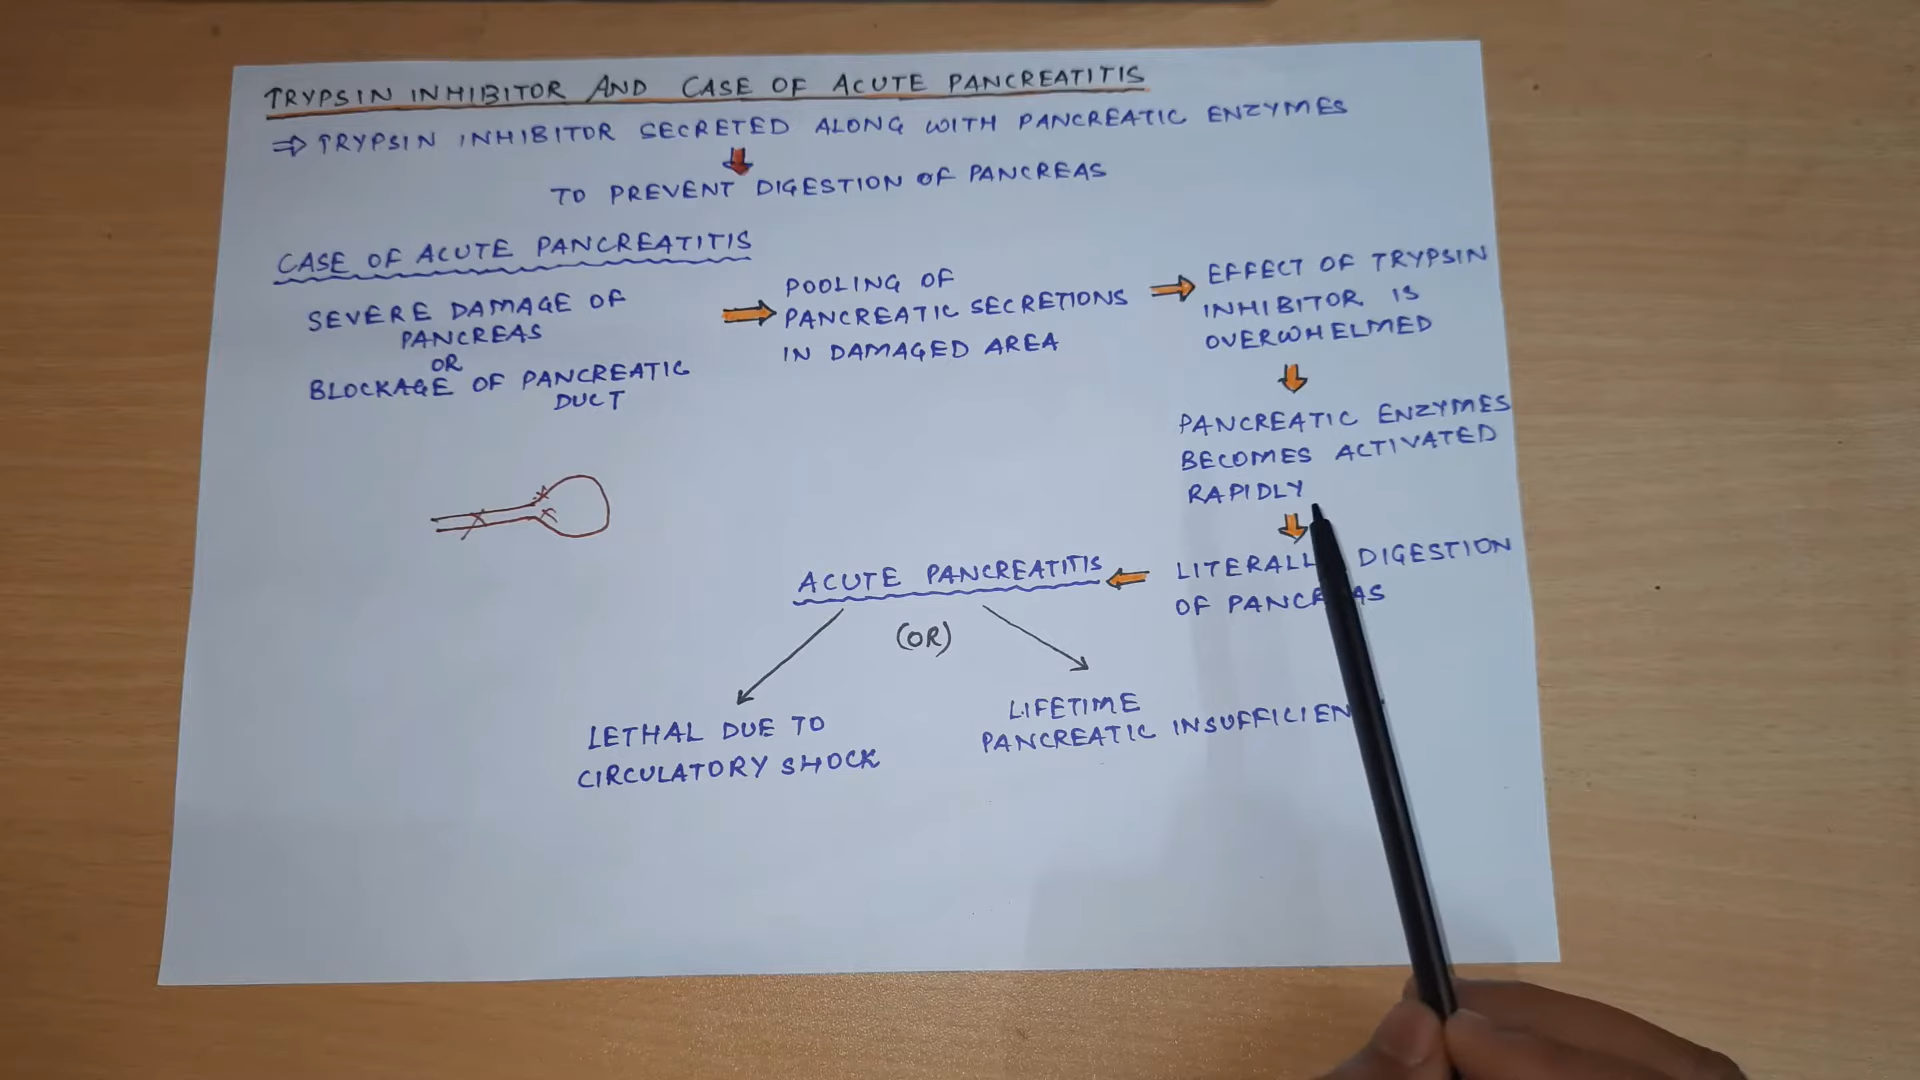 TRYPSIN INHIBITOR AND CASE OF ACUTE PANCREATITIS
⇒ TRYPSIN INHIBITOR SECRETED ALONG WITH PANCREATIC ENZYMES
TO PREVENT DIGESTION OF PANCREAS
CASE OF ACUTE PANCREATITIS
SEVERE DAMAGE OF
PANCREAS
OR
BLOCKAGE OF PANCREATIC
DUCT
POOLING OF
PANCREATIC SECRETIONS
IN DAMAGED AREA
EFFECT OF TRYPSIN
INHIBITOR IS
OVERWHELMED
PANCREATIC ENZYMES
BECOMES ACTIVATED
RAPIDLY
LITERALL DIGESTION
OF PANCREAS
ACUTE PANCREATITIS
(OR)
LETHAL DUE TO
CIRCULATORY SHOCK
LIFETIME
PANCREATIC INSUFFICIEN